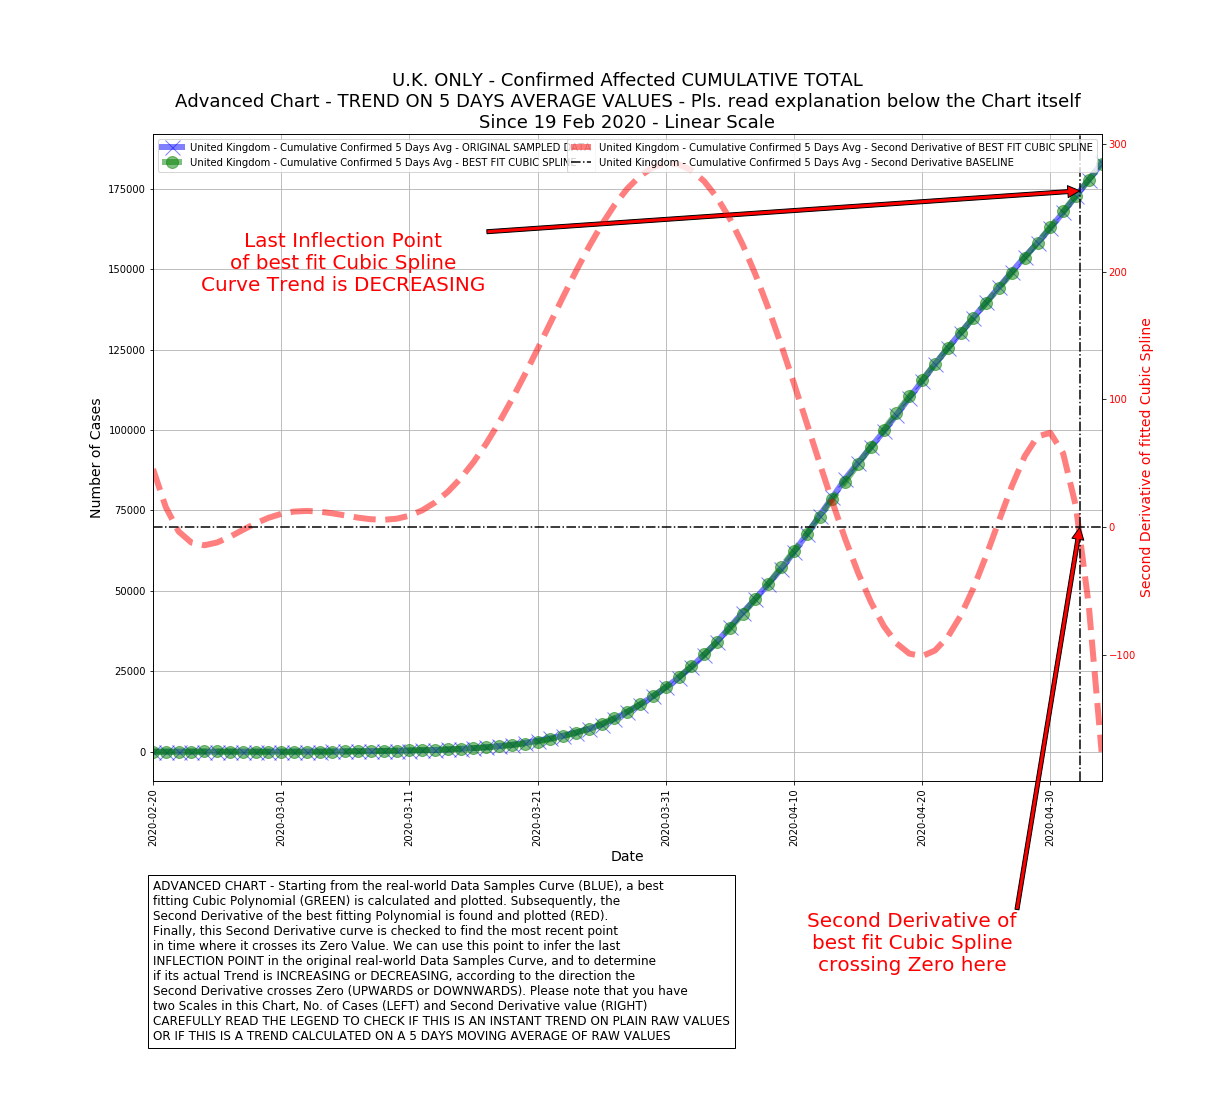 U.K. ONLY - Confirmed Affected CUMULATIVE TOTAL
Advanced Chart - TREND ON 5 DAYS AVERAGE VALUES - Pls. read explanation below the Chart itself
Since 19 Feb 2020 - Linear Scale
United Kingdom - Cumulative Confirmed 5 Days Avg - ORIGINAL SAMPLED
United Kingdom - Cumulative Confirmed 5 Days Avg - BEST FIT CUBIC SPLINE
United Kingdom - Cumulative Confirmed 5 Days Avg - Second Derivative of BEST FIT CUBIC SPLINE
United Kingdom - Cumulative Confirmed 5 Days Avg - Second Derivative BASELINE
Last Inflection Point
of best fit Cubic Spline
Curve Trend is DECREASING
Number of Cases
175000
150000
125000
100000
75000
50000
25000
0
300
200
100
0
−100
Second Derivative of fitted Cubic Spline
2020-02-20
2020-03-01
2020-03-11
2020-03-21
2020-03-31
2020-04-10
2020-04-20
2020-04-30
Date
ADVANCED CHART - Starting from the real-world Data Samples Curve (BLUE), a best
fitting Cubic Polynomial (GREEN) is calculated and plotted. Subsequently, the
Second Derivative of the best fitting Polynomial is found and plotted (RED).
Finally, this Second Derivative curve is checked to find the most recent point
in time where it crosses its Zero Value. We can use this point to infer the last
INFLECTION POINT in the original real-world Data Samples Curve, and to determine
if its actual Trend is INCREASING or DECREASING, according to the direction the
Second Derivative crosses Zero (UPWARDS or DOWNWARDS). Please note that you have
two Scales in this Chart, No. of Cases (LEFT) and Second Derivative value (RIGHT)
CAREFULLY READ THE LEGEND TO CHECK IF THIS IS AN INSTANT TREND ON PLAIN RAW VALUES
OR IF THIS IS A TREND CALCULATED ON A 5 DAYS MOVING AVERAGE OF RAW VALUES
Second Derivative of
best fit Cubic Spline
crossing Zero here